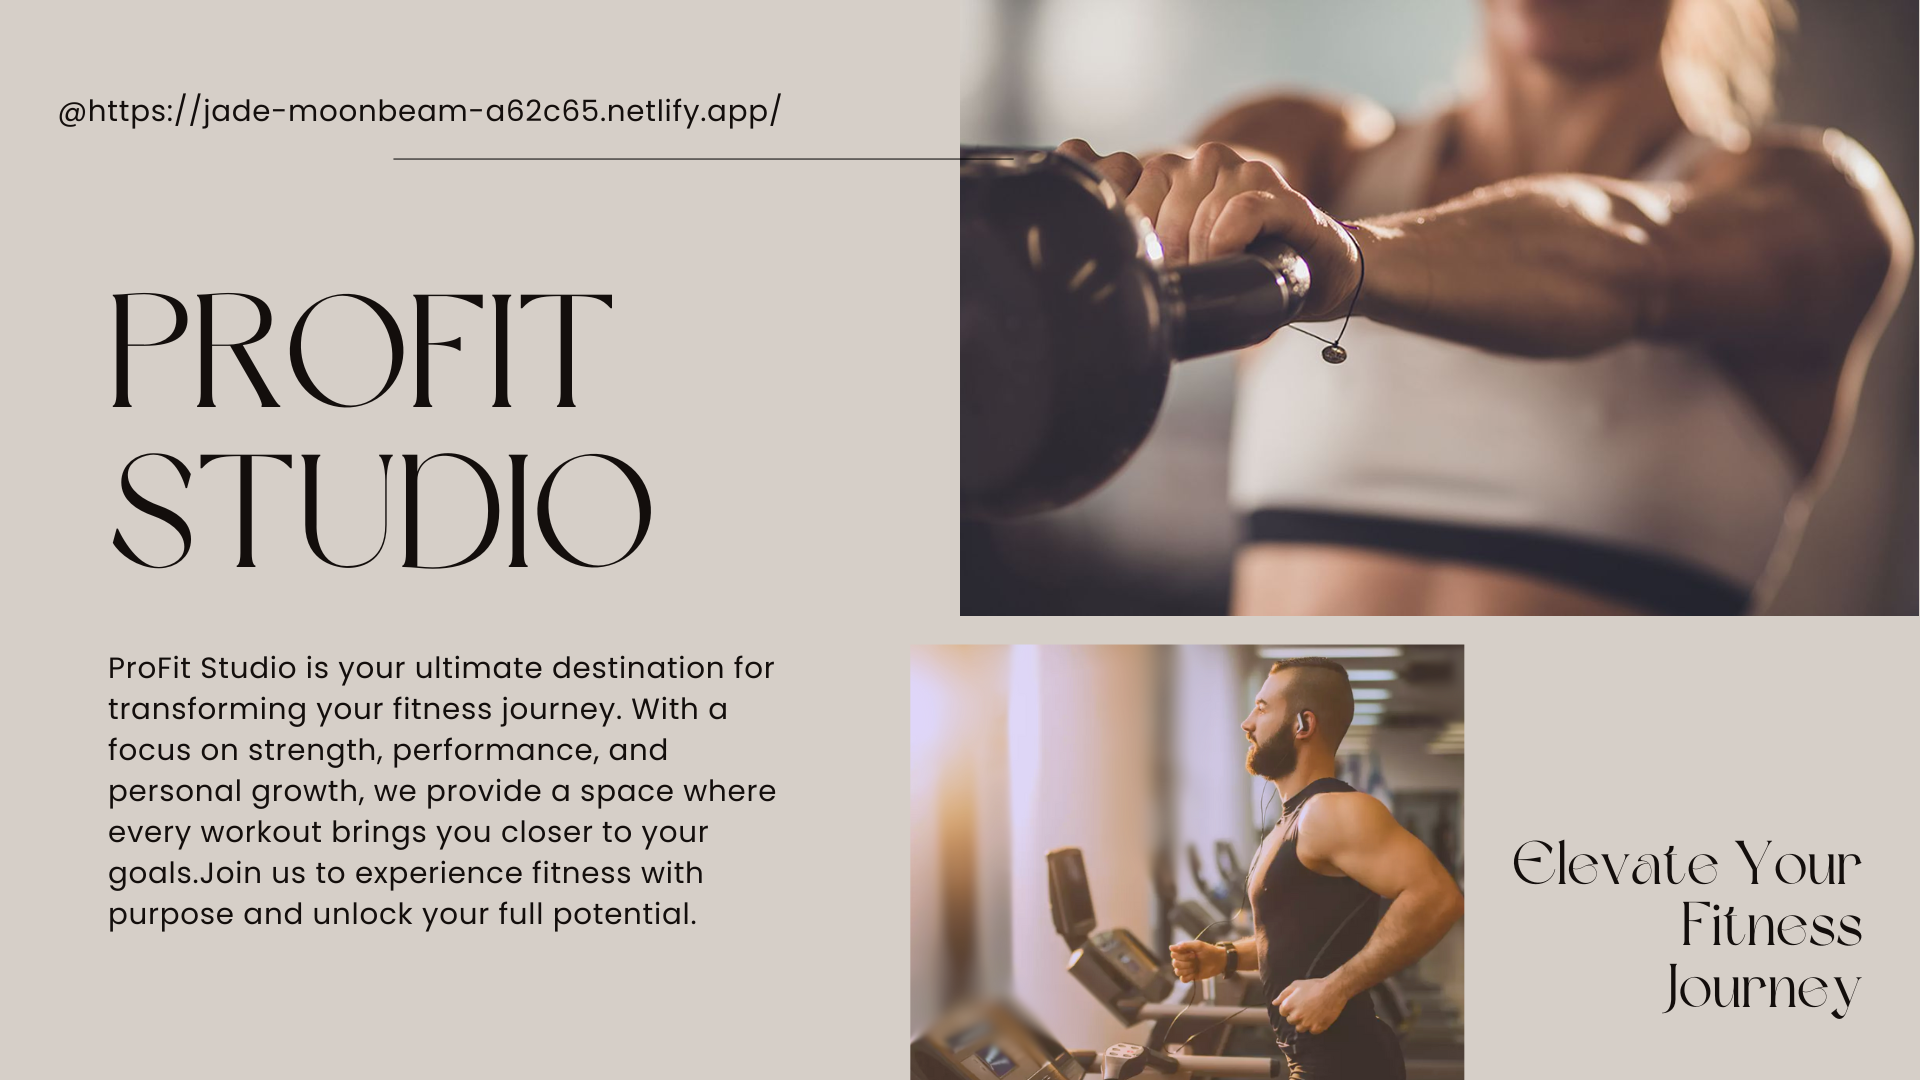 @https://jade-moonbeam-a62c65.netlify.app/
PROFIT
STUDIO
ProFit Studio is your ultimate destination for
transforming your fitness journey. With a
focus on strength, performance, and
personal growth, we provide a space where
every workout brings you closer to your
goals.Join us to experience fitness with
purpose and unlock your full potential.
Elevate Your
Fitness
Journey